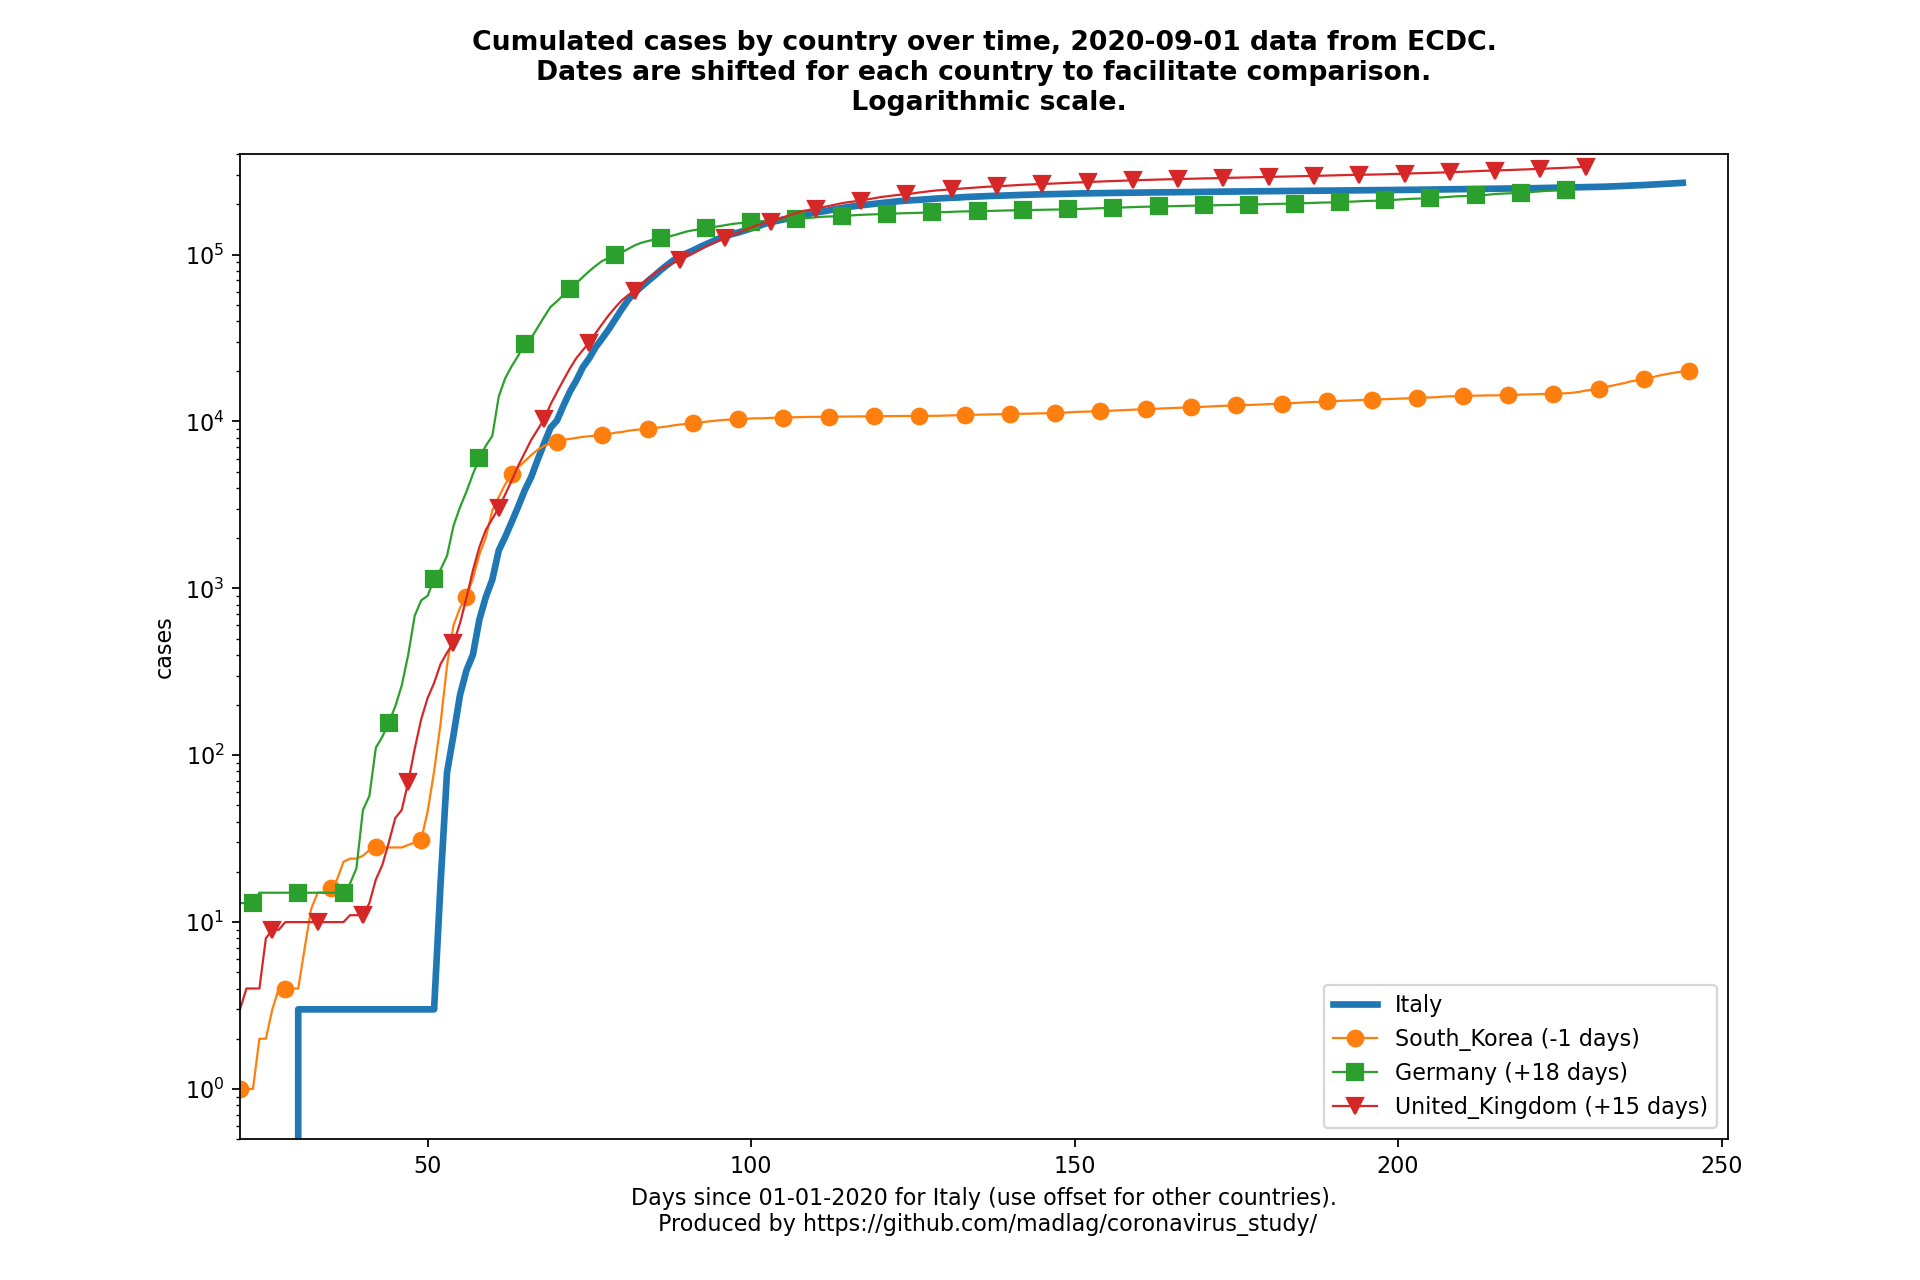 Cumulated cases by country over time, 2020-09-01 data from ECDC.
Dates are shifted for each country to facilitate comparison.
Logarithmic scale.
10^5
10^4
10^3
10^2
10^1
10^0
cases
Italy
South_Korea (-1 days)
Germany (+18 days)
United_Kingdom (+15 days)
50 100 150 200 250
Days since 01-01-2020 for Italy (use offset for other countries).
Produced by https://github.com/madlag/coronavirus_study/